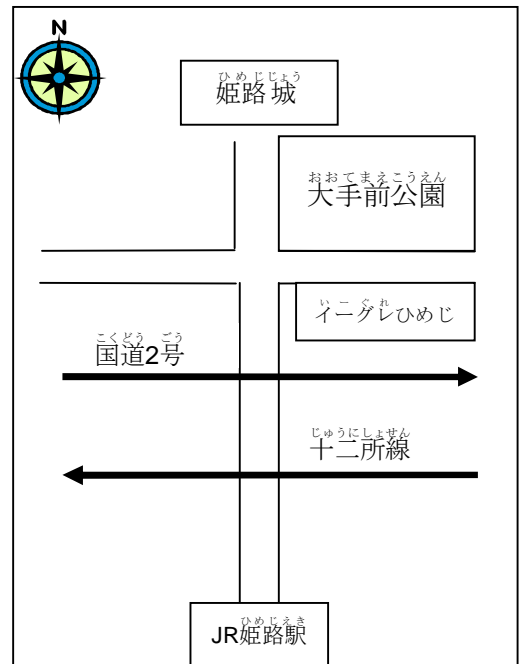 N
ひめじじょう
姫路城
おおてまえこうえん
大手前公園
いーぐれ
イーグレひめじ
こくどう ごう
国道2号
じゅうにしょせん
十二所線
ひめじえき
JR姫路駅